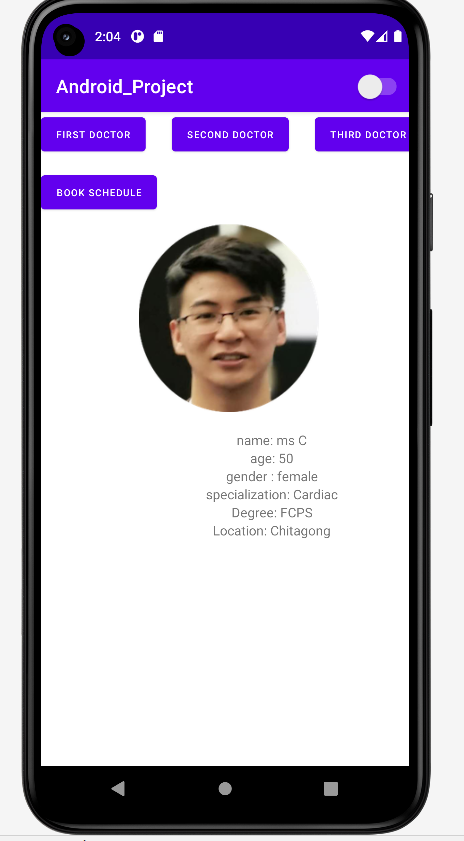 2:04
Android_Project
FIRST DOCTOR
SECOND DOCTOR
THIRD DOCTOR
BOOK SCHEDULE
name: ms C
age: 50
gender : female
specialization: Cardiac
Degree: FCPS
Location: Chitagong